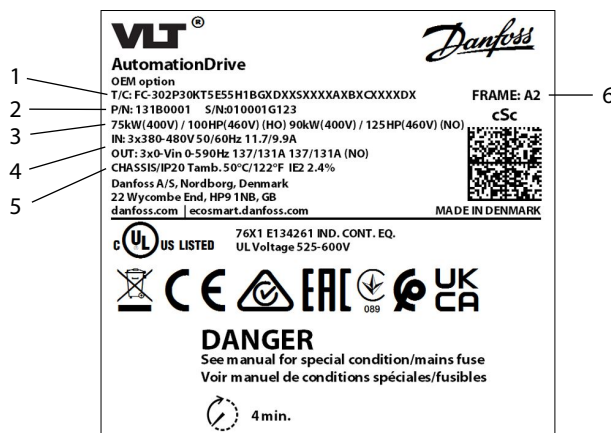 VLT ®
Danfoss
AutomationDrive
OEM option
1
T/C: FC-302P30KT5E55H1BGXDXXSXXXXAXBXCXXXXDX
FRAME: A2
6
2
P/N: 131B0001 S/N:010001G123
cSc
3
75kW(400V) / 100HP(460V) (HO) 90kW(400V) / 125HP(460V) (NO)
4
IN: 3x380-480V 50/60Hz 11.7/9.9A
OUT: 3x0-Vin 0-590Hz 137/131A 137/131A (NO)
5
CHASSIS/IP20 Tamb. 50°C/122°F IE2 2.4%
Danfoss A/S, Nordborg, Denmark
22 Wycombe End, HP9 1NB, GB
danfoss.com | ecosmart.danfoss.com
MADE IN DENMARK
c UL US LISTED
76X1 E134261 IND. CONT. EQ.
UL Voltage 525-600V
CE EAC 089 UK CA
DANGER
See manual for special condition/mains fuse
Voir manuel de conditions spéciales/fusibles
4 min.